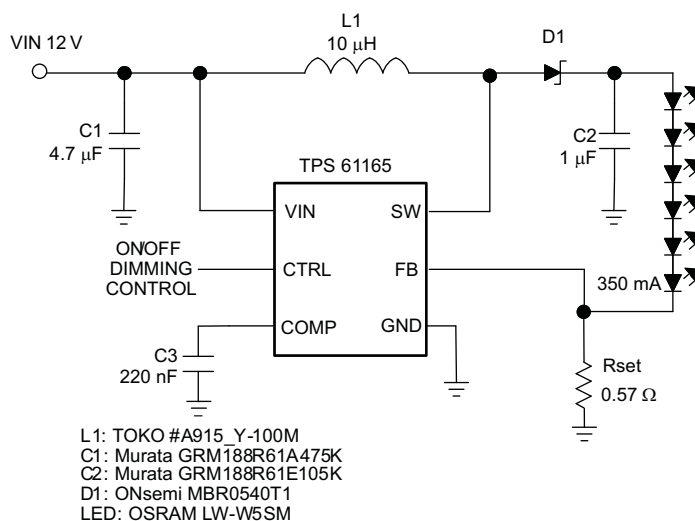 L1
10 μH
VIN 12 V
D1
C1
4.7 μF
C2
1 μF
TPS 61165
VIN
SW
ON/OFF
DIMMING
CONTROL
CTRL
FB
350 mA
COMP
GND
C3
220 nF
Rset
0.57 Ω
L1: TOKO #A915_Y-100M
C1: Murata GRM188R61A475K
C2: Murata GRM188R61E105K
D1: ONsemi MBR0540T1
LED: OSRAM LW-W5SM